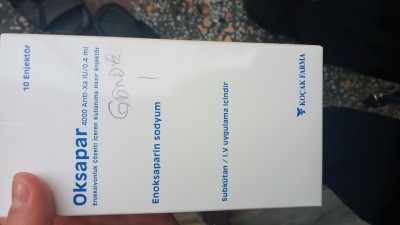 Oksapar
4000 Anti-Xa IU/0.4 ml
Enjeksiyonluk Çözelti İçeren Kullanıma Hazır Enjektör
10 Enjektör
1
Enoksaparin sodyum
Subkütan / I.V uygulama içindir
KOÇAK FARMA